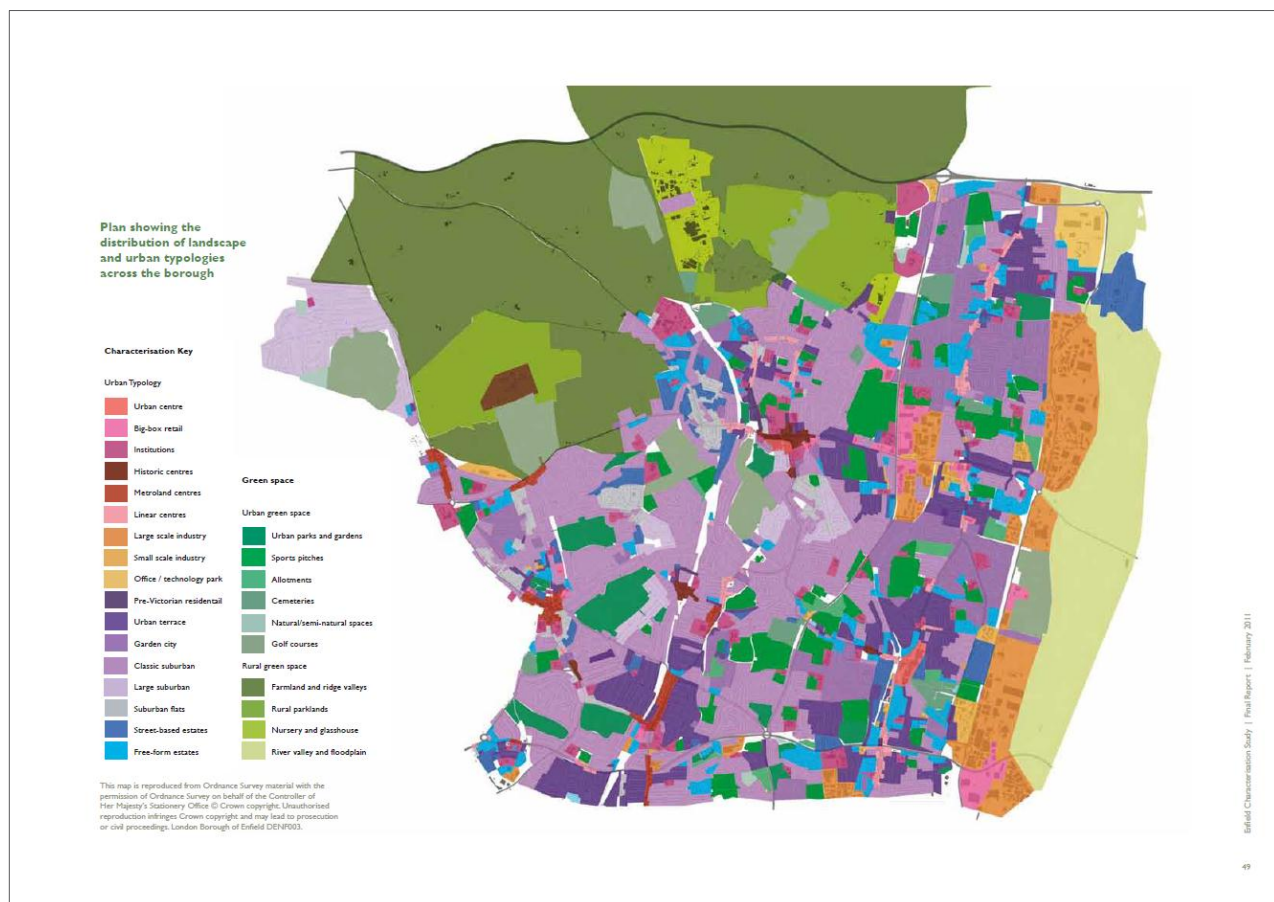 Plan showing the
distribution of landscape
and urban typologies
across the borough
Characterisation Key
Urban Typology
Urban centre
Big-box retail
Institutions
Historic centres
Metroland centres
Linear centres
Large scale industry
Small scale industry
Office / technology park
Pre-Victorian residentail
Urban terrace
Garden city
Classic suburban
Large suburban
Suburban flats
Street-based estates
Free-form estates
Green space
Urban green space
Urban parks and gardens
Sports pitches
Allotments
Cemeteries
Natural/semi-natural spaces
Golf courses
Rural green space
Farmland and ridge valleys
Rural parklands
Nursery and glasshouse
River valley and floodplain
This map is reproduced from Ordnance Survey material with the
permission of Ordnance Survey on behalf of the Controller of
Her Majesty's Stationery Office © Crown copyright. Unauthorised
reproduction infringes Crown copyright and may lead to prosecution
or civil proceedings. London Borough of Enfield DENF003.
Enfield Characterisation Study | Final Report | February 2011
49